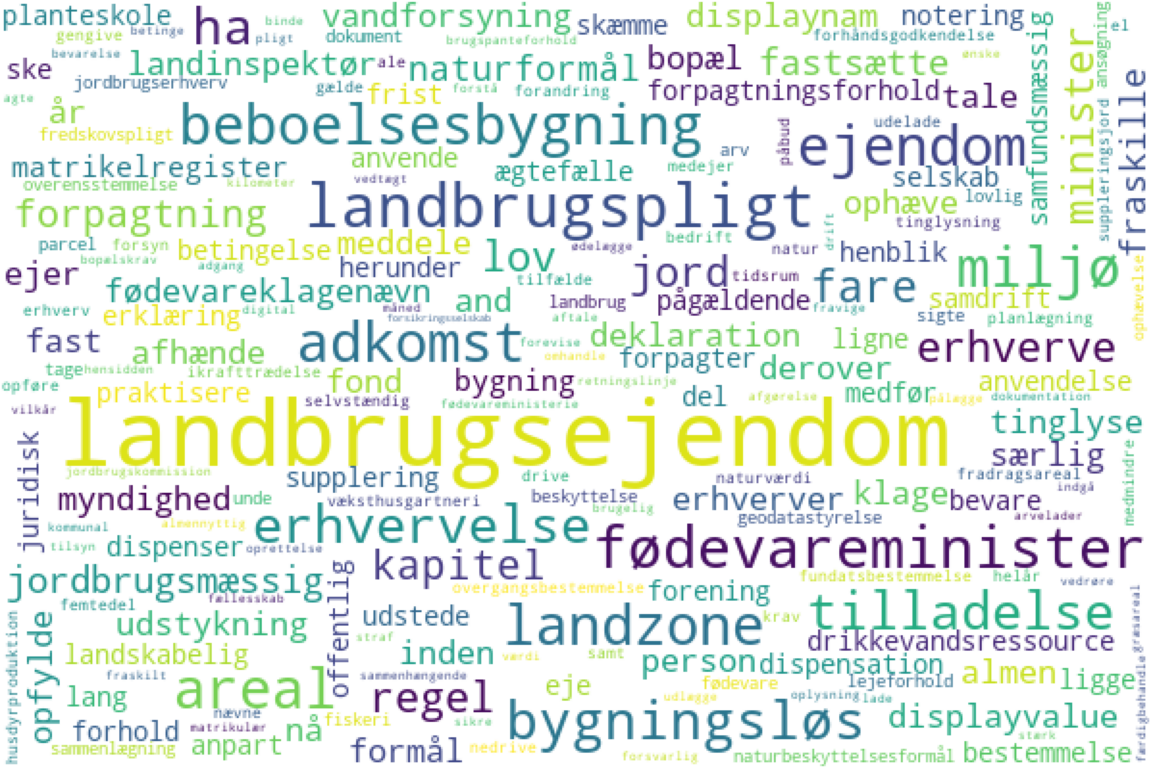 planteskole ha binde vandforsyning skæmme displaynam notering el
gengive betinge pligt dokument brugspanteforhold forhåndsgodkendelse ønske
bevarelse landinspektør ale naturformål bopæl fastsætte
ske jordbrugserhverv gælde frist forstå forandring forpagtningsforhold tale
agte år fredskovspligt beboelsesbygning arv påbud udelade ejendom
samfundsmæssig minister ansøgning suppleringsjord fraskille
matrikelregister anvende ægtefælle medejer selskab
overensstemmelse kilometer vedtægt landbrugspligt ophæve lovlig
forpagtning tinglysning
parcel forsyn betingelse meddele lov ødelægge bedrift natur drift henblik
bopælskrav adgang herunder tilfælde jord tidsrum miljø
ejer fødevareklagenævn and landbrug pågældende fare samdrift ophævelse
erhverv erklæring digital måned forsikringsselskab aftale fravige sigte planlægning
fast afhænde adkomst forevise deklaration ligne erhverve
tage hensidden ikrafttrædelse omhandle forpagter derover
opføre praktisere fond bygning retningslinje del medfør pålægge anvendelse
vilkår selvstændig fødevareministerie afgørelse dokumentation
landbrugsejendom tinglyse
juridisk særlig medmindre
jordbrugskommission supplering drive naturværdi fradragsareal indgå
myndighed unde væksthusgartneri beskyttelse brugelig erhverver klage bevare
kommunal almennyttig erhvervelse geodatastyrelse arvelader
tilsyn dispenser oprettelse kapitel fødevareminister
jordbrugsmæssig offentlig overgangsbestemmelse fundatsbestemmelse helår vedrøre
husdyrproduktion opfylde femtedel fællesskab forening
udstykning udstede landzone krav tilladelse
straf drikkevandsressource græsareal
landskabelig inden værdi samt person dispensation almen ligge
fraskilt areal sammenhængende eje fødevare lejeforhold
lang regel udlægge oplysning lade færdigbehandle
forhold nævne matrikulær nå fiskeri sikre bygningsløs displayvalue
stærk
sammenlægning anpart formål nedrive forsvarlig naturbeskyttelsesformål bestemmelse